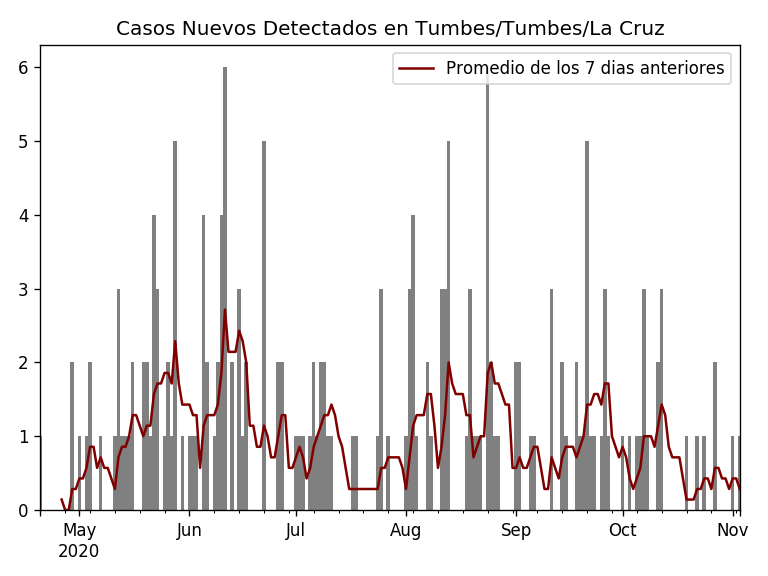 Casos Nuevos Detectados en Tumbes/Tumbes/La Cruz
Promedio de los 7 dias anteriores
6
5
4
3
2
1
0
May Jun Jul Aug Sep Oct Nov
2020